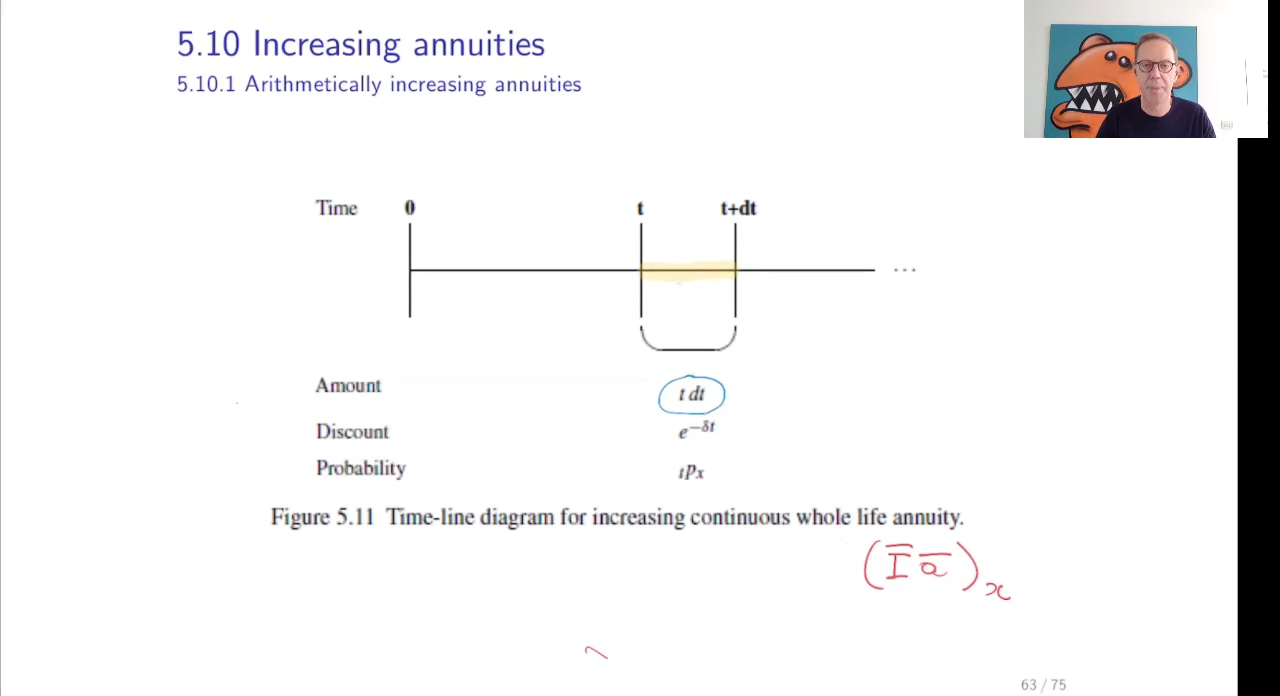 5.10 Increasing annuities
5.10.1 Arithmetically increasing annuities
Time 0 t t+dt
...
Amount t dt
Discount e^{−δt}
Probability ₜpₓ
Figure 5.11 Time-line diagram for increasing continuous whole life annuity.
(Ī ā)ₓ
63 / 75